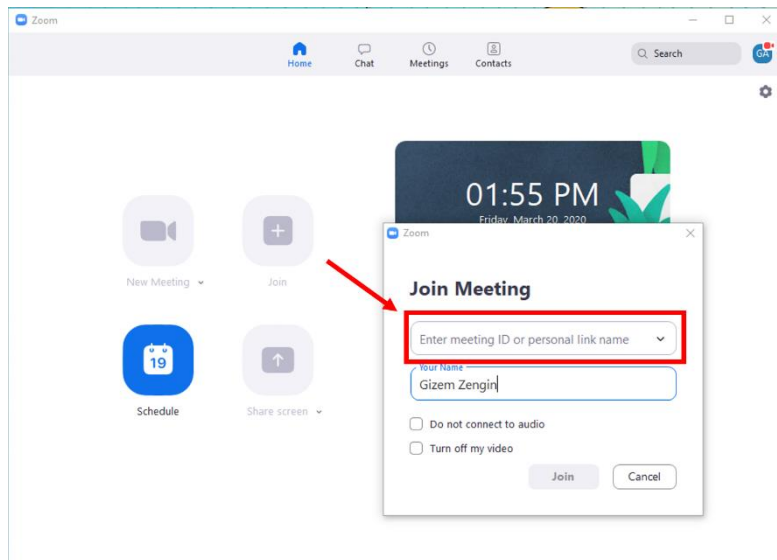 Zoom
Home
Chat
Meetings
Contacts
Search
GA
01:55 PM
Friday, March 20, 2020
New Meeting
Join
19
Schedule
Share screen
Zoom
Join Meeting
Enter meeting ID or personal link name
Your Name
Gizem Zengin
Do not connect to audio
Turn off my video
Join
Cancel